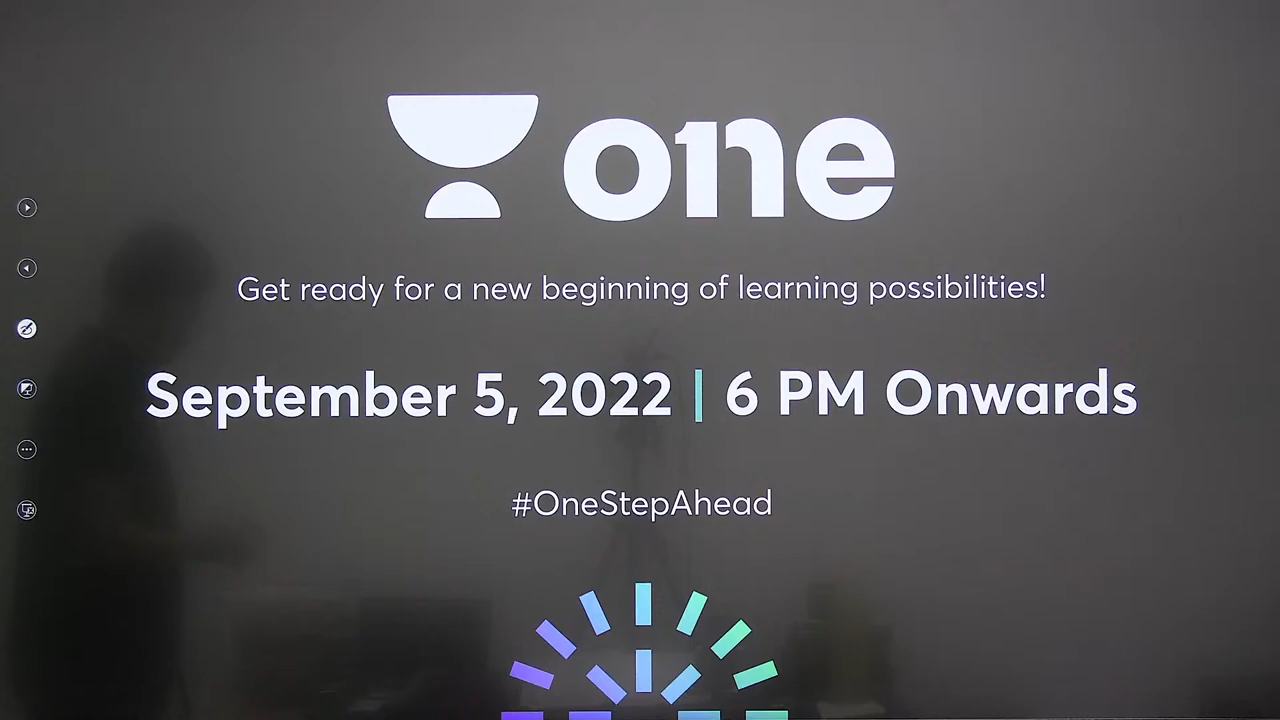 one
Get ready for a new beginning of learning possibilities!
September 5, 2022 | 6 PM Onwards
#OneStepAhead